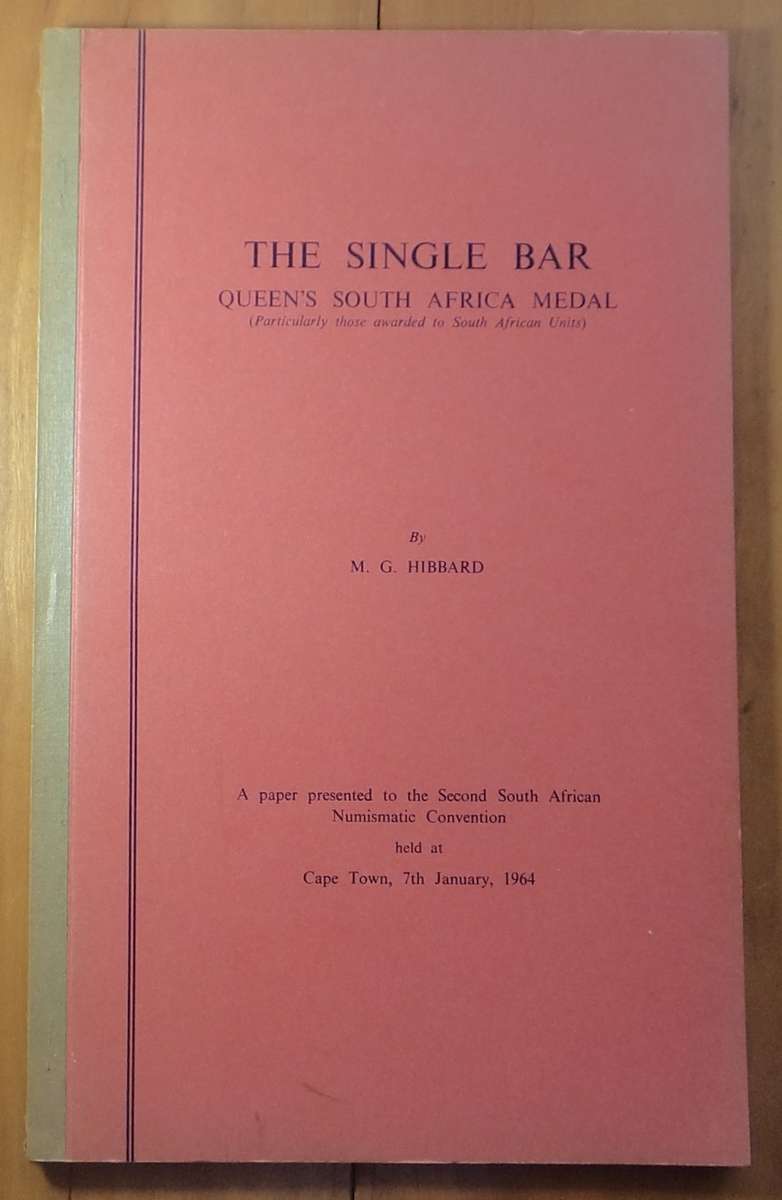 THE SINGLE BAR
QUEEN'S SOUTH AFRICA MEDAL
(Particularly those awarded to South African Units)
By
M. G. HIBBARD
A paper presented to the Second South African
Numismatic Convention
held at
Cape Town, 7th January, 1964